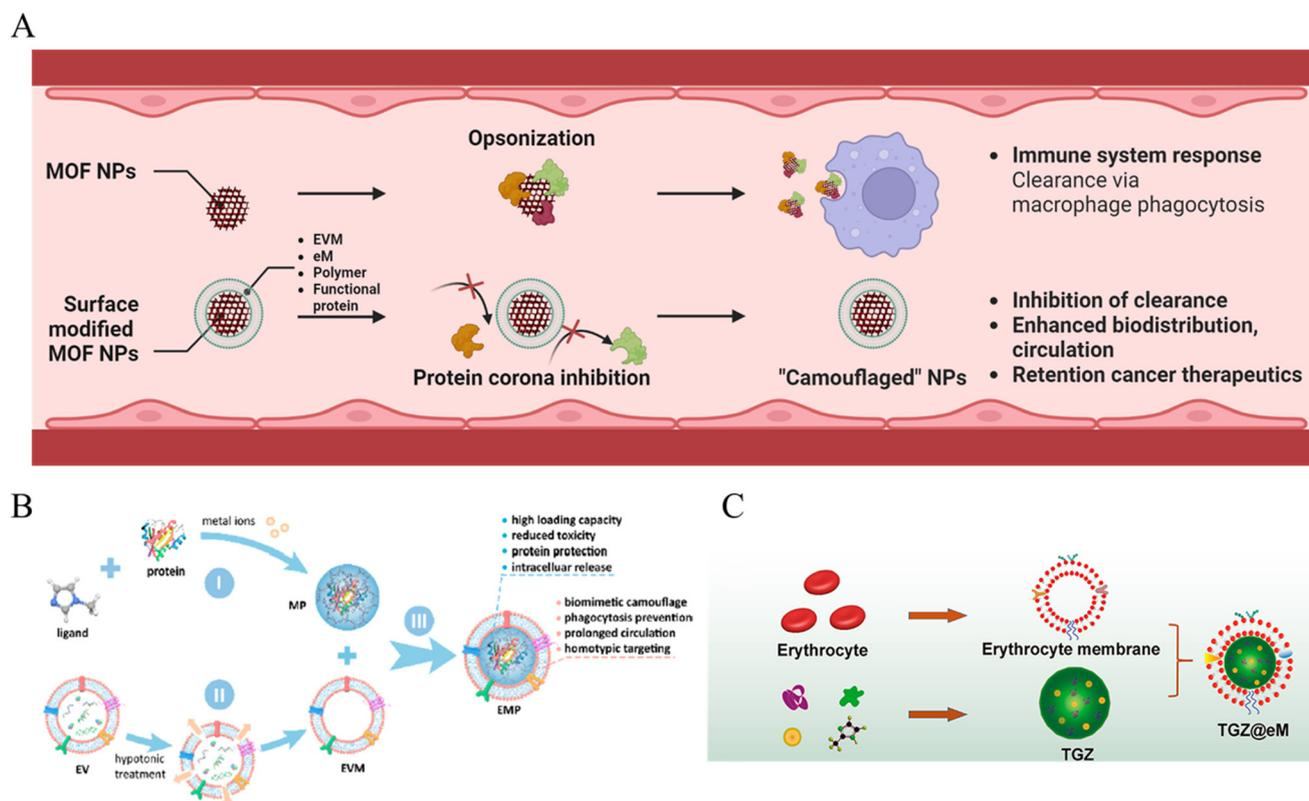 A
MOF NPs
Opsonization
• Immune system response
Clearance via
macrophage phagocytosis
• EVM
• eM
• Polymer
• Functional
protein
Surface
modified
MOF NPs
Protein corona inhibition
"Camouflaged" NPs
• Inhibition of clearance
• Enhanced biodistribution,
circulation
• Retention cancer therapeutics
B
ligand
protein
metal ions
I
MP
• high loading capacity
• reduced toxicity
• protein protection
• intracelluar release
III
• biomimetic camouflage
• phagocytosis prevention
• prolonged circulation
• homotypic targeting
EMP
EV
hypotonic
treatment
II
EVM
C
Erythrocyte
Erythrocyte membrane
TGZ
TGZ@eM